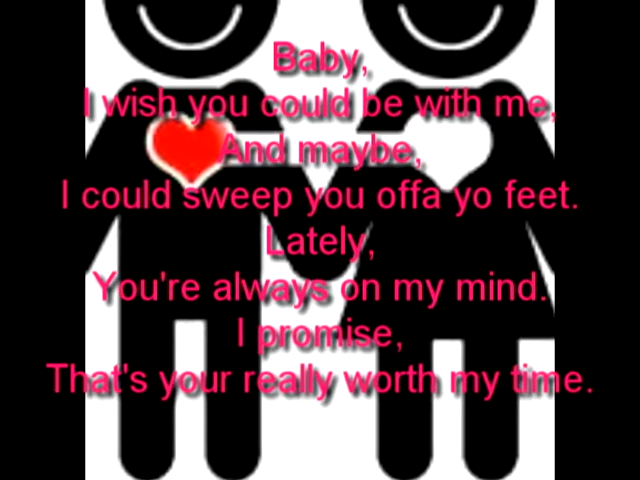 Baby,
I wish you could be with me,
And maybe,
I could sweep you offa yo feet.
Lately,
You're always on my mind.
I promise,
That's your really worth my time.